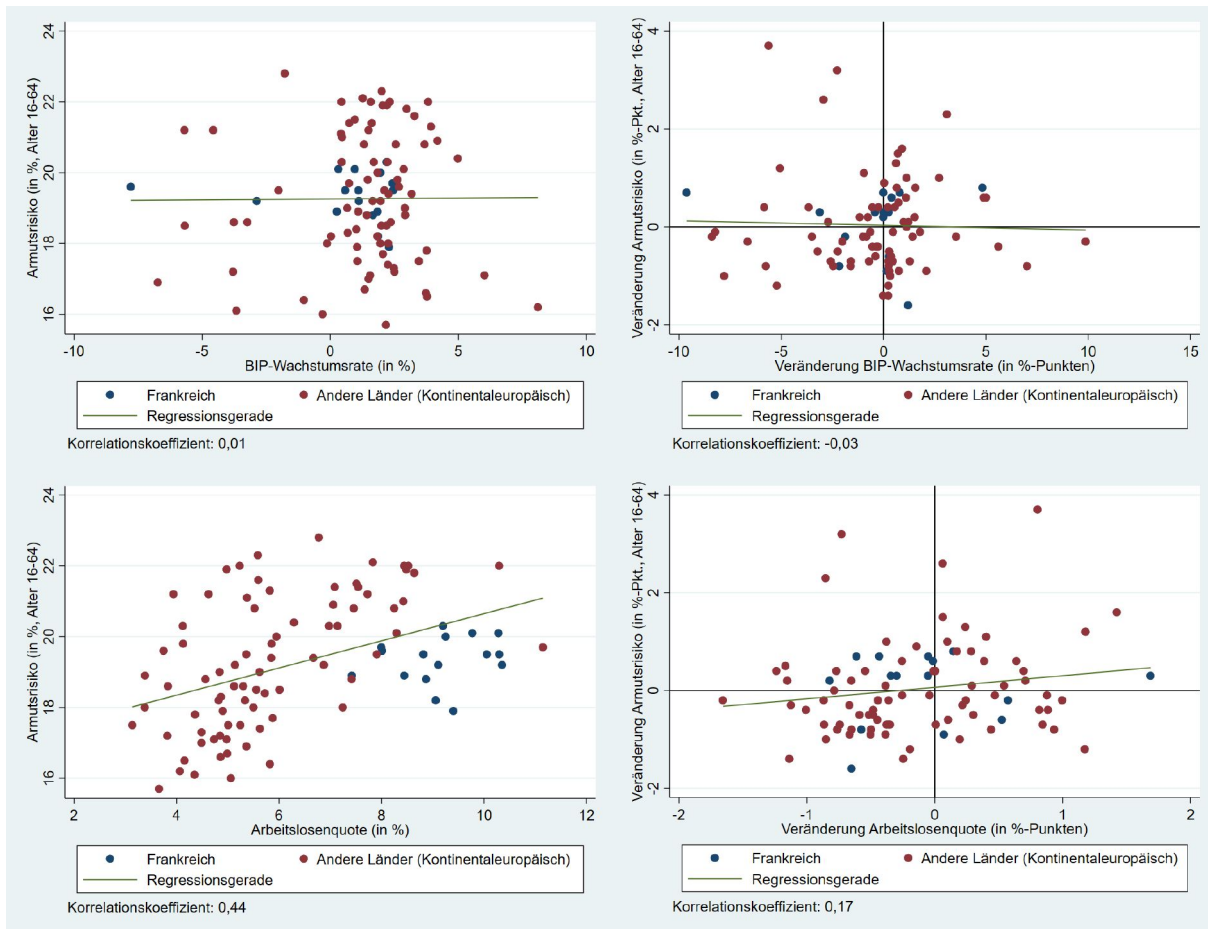 Armutsrisiko (in %, Alter 16-64)
24
22
20
18
16
-10 -5 0 5 10
BIP-Wachstumsrate (in %)
Frankreich Andere Länder (Kontinentaleuropäisch)
Regressionsgerade
Korrelationskoeffizient: 0,01
Veränderung Armutsrisiko (in %-Pkt., Alter 16-64)
4
2
0
-2
-10 -5 0 5 10 15
Veränderung BIP-Wachstumsrate (in %-Punkten)
Frankreich Andere Länder (Kontinentaleuropäisch)
Regressionsgerade
Korrelationskoeffizient: -0,03
Armutsrisiko (in %, Alter 16-64)
24
22
20
18
16
2 4 6 8 10 12
Arbeitslosenquote (in %)
Frankreich Andere Länder (Kontinentaleuropäisch)
Regressionsgerade
Korrelationskoeffizient: 0,44
Veränderung Armutsrisiko (in %-Pkt., Alter 16-64)
4
2
0
-2
-2 -1 0 1 2
Veränderung Arbeitslosenquote (in %-Punkten)
Frankreich Andere Länder (Kontinentaleuropäisch)
Regressionsgerade
Korrelationskoeffizient: 0,17